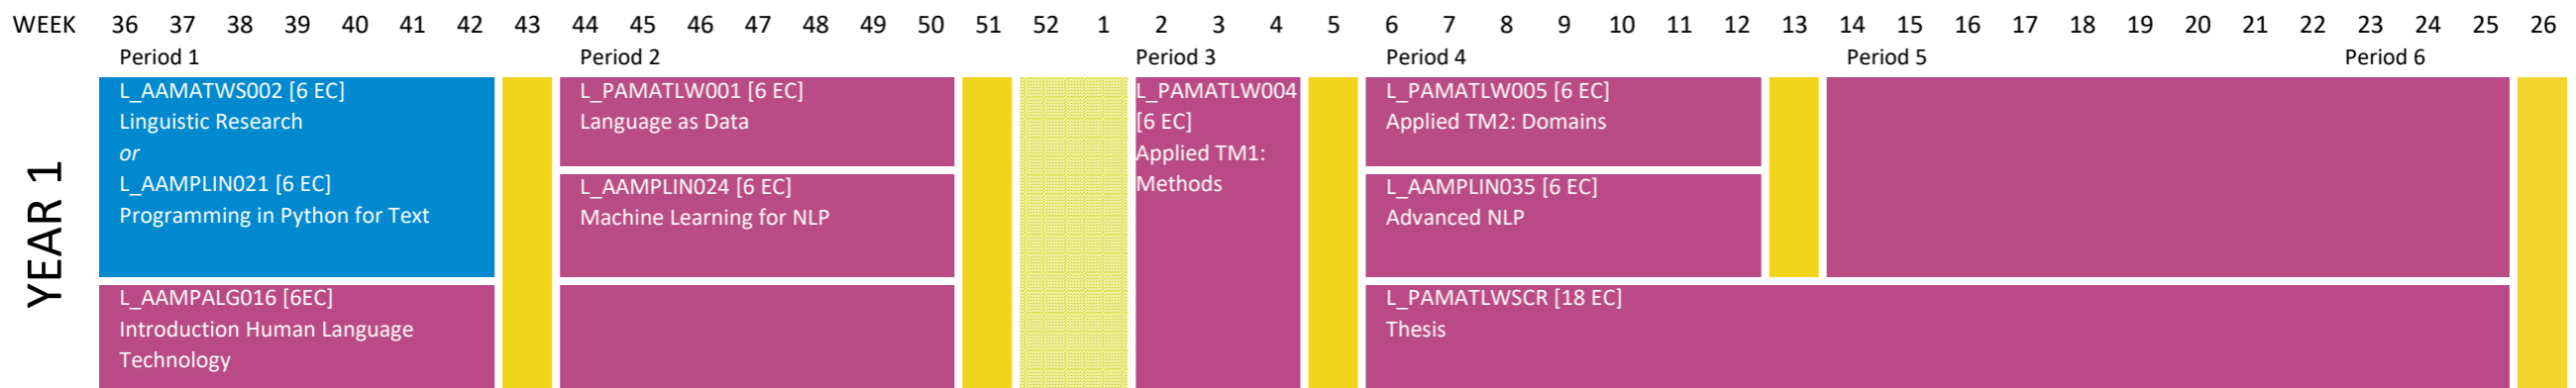 WEEK 36 37 38 39 40 41 42 43 44 45 46 47 48 49 50 51 52 1 2 3 4 5 6 7 8 9 10 11 12 13 14 15 16 17 18 19 20 21 22 23 24 25 26
Period 1 Period 2 Period 3 Period 4 Period 5 Period 6
YEAR 1
L_AAMATWS002 [6 EC]
Linguistic Research
or
L_AAMPLIN021 [6 EC]
Programming in Python for Text
L_AAMPALG016 [6EC]
Introduction Human Language
Technology
L_PAMATLW001 [6 EC]
Language as Data
L_AAMPLIN024 [6 EC]
Machine Learning for NLP
L_PAMATLW004
[6 EC]
Applied TM1:
Methods
L_PAMATLW005 [6 EC]
Applied TM2: Domains
L_AAMPLIN035 [6 EC]
Advanced NLP
L_PAMATLWSCR [18 EC]
Thesis